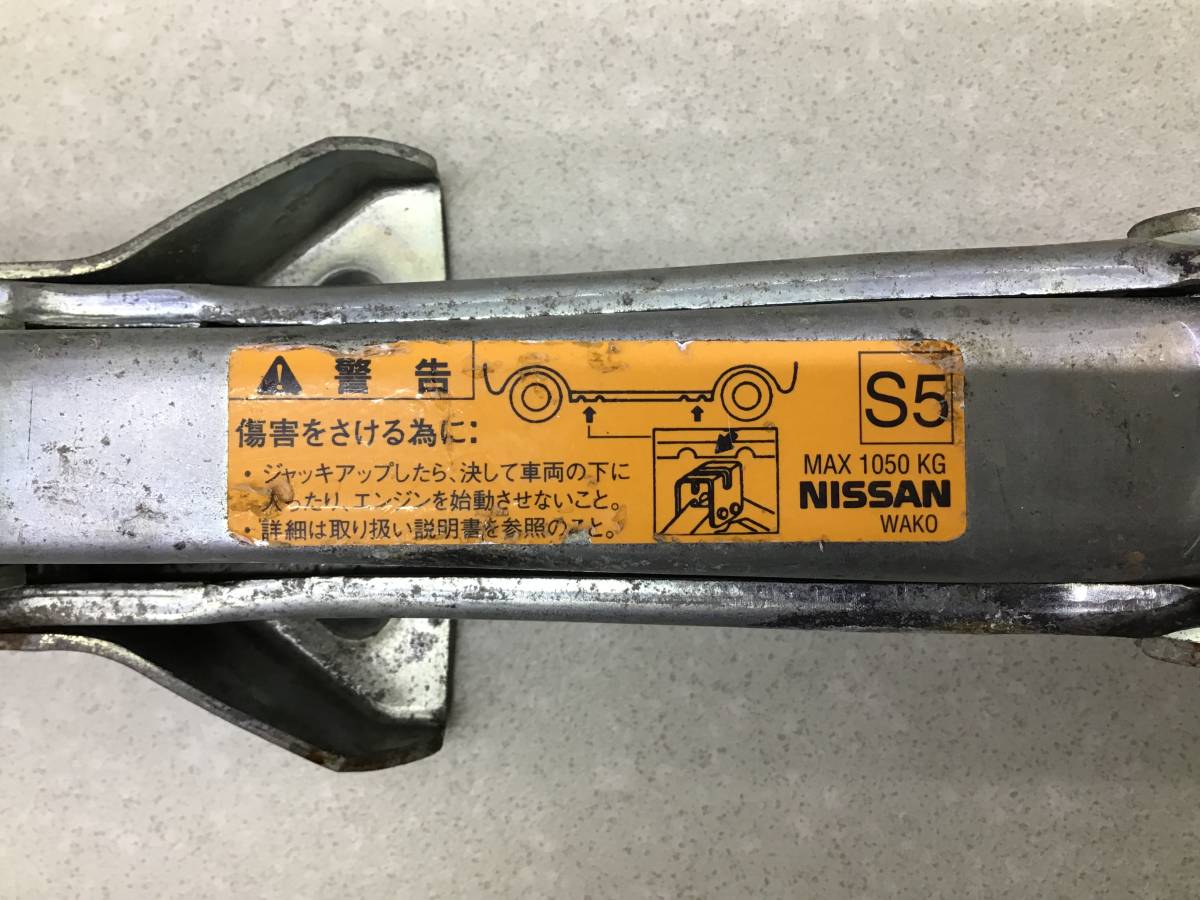 警告
傷害をさける為に:
・ジャッキアップしたら、決して車両の下に
入ったり、エンジンを始動させないこと。
・詳細は取り扱い説明書を参照のこと。
S5
MAX 1050 KG
NISSAN
WAKO